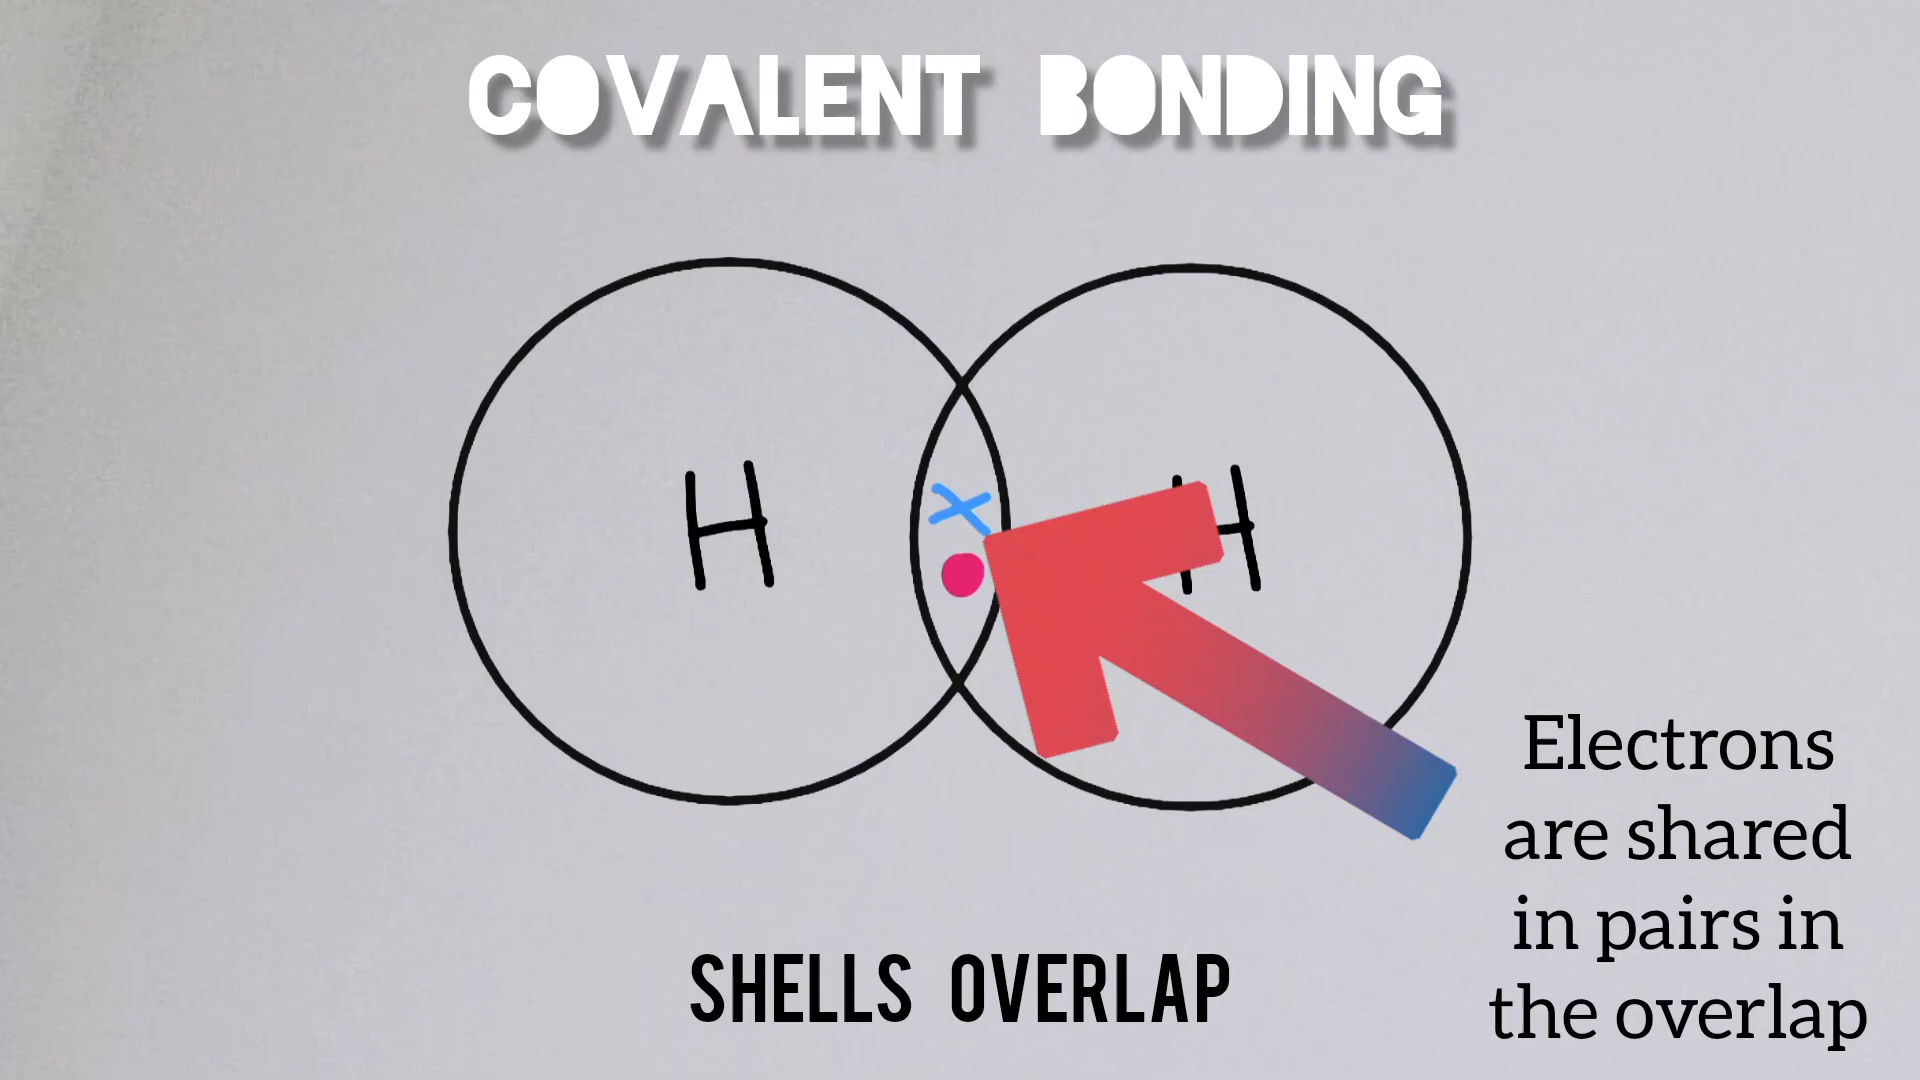 COVALENT BONDING
H
H
Electrons
are shared
in pairs in
the overlap
SHELLS OVERLAP